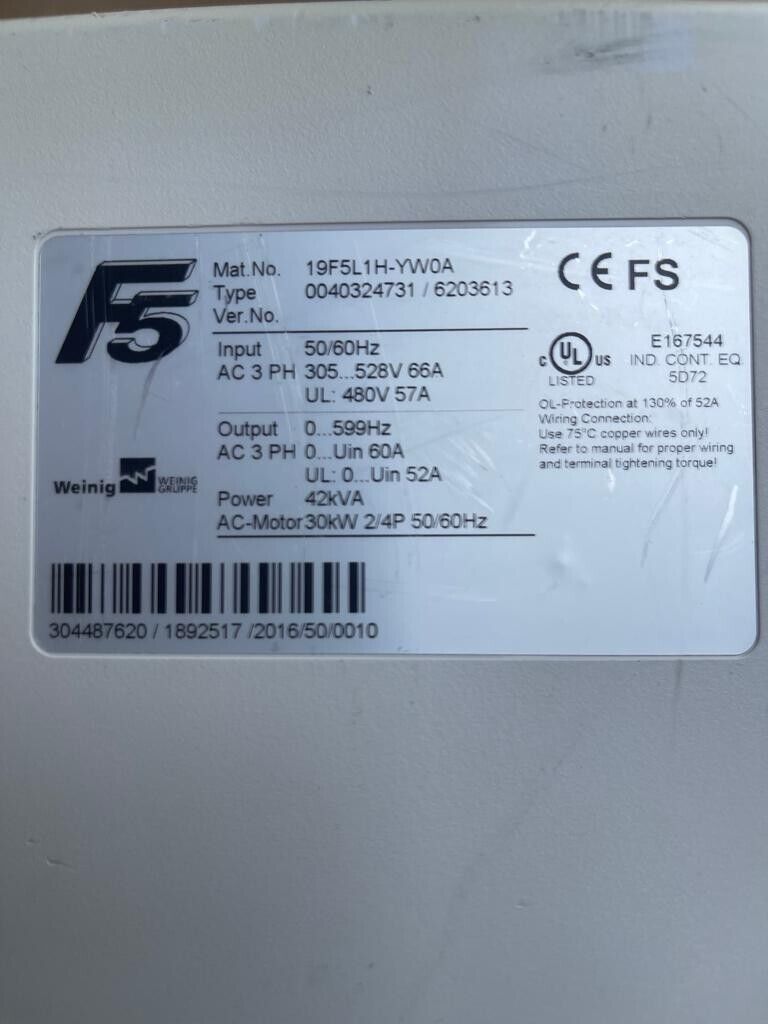 F5
Mat.No. 19F5L1H-YW0A
Type 0040324731 / 6203613
Ver.No.
Input 50/60Hz
AC 3 PH 305...528V 66A
UL: 480V 57A
Output 0...599Hz
AC 3 PH 0...Uin 60A
UL: 0...Uin 52A
Power 42kVA
AC-Motor 30kW 2/4P 50/60Hz
Weinig WEINIG GRUPPE
304487620 / 1892517 /2016/50/0010
CE FS
C UL US
LISTED
E167544
IND. CONT. EQ
5D72
OL-Protection at 130% of 52A
Wiring Connection:
Use 75°C copper wires only!
Refer to manual for proper wiring
and terminal tightening torque!